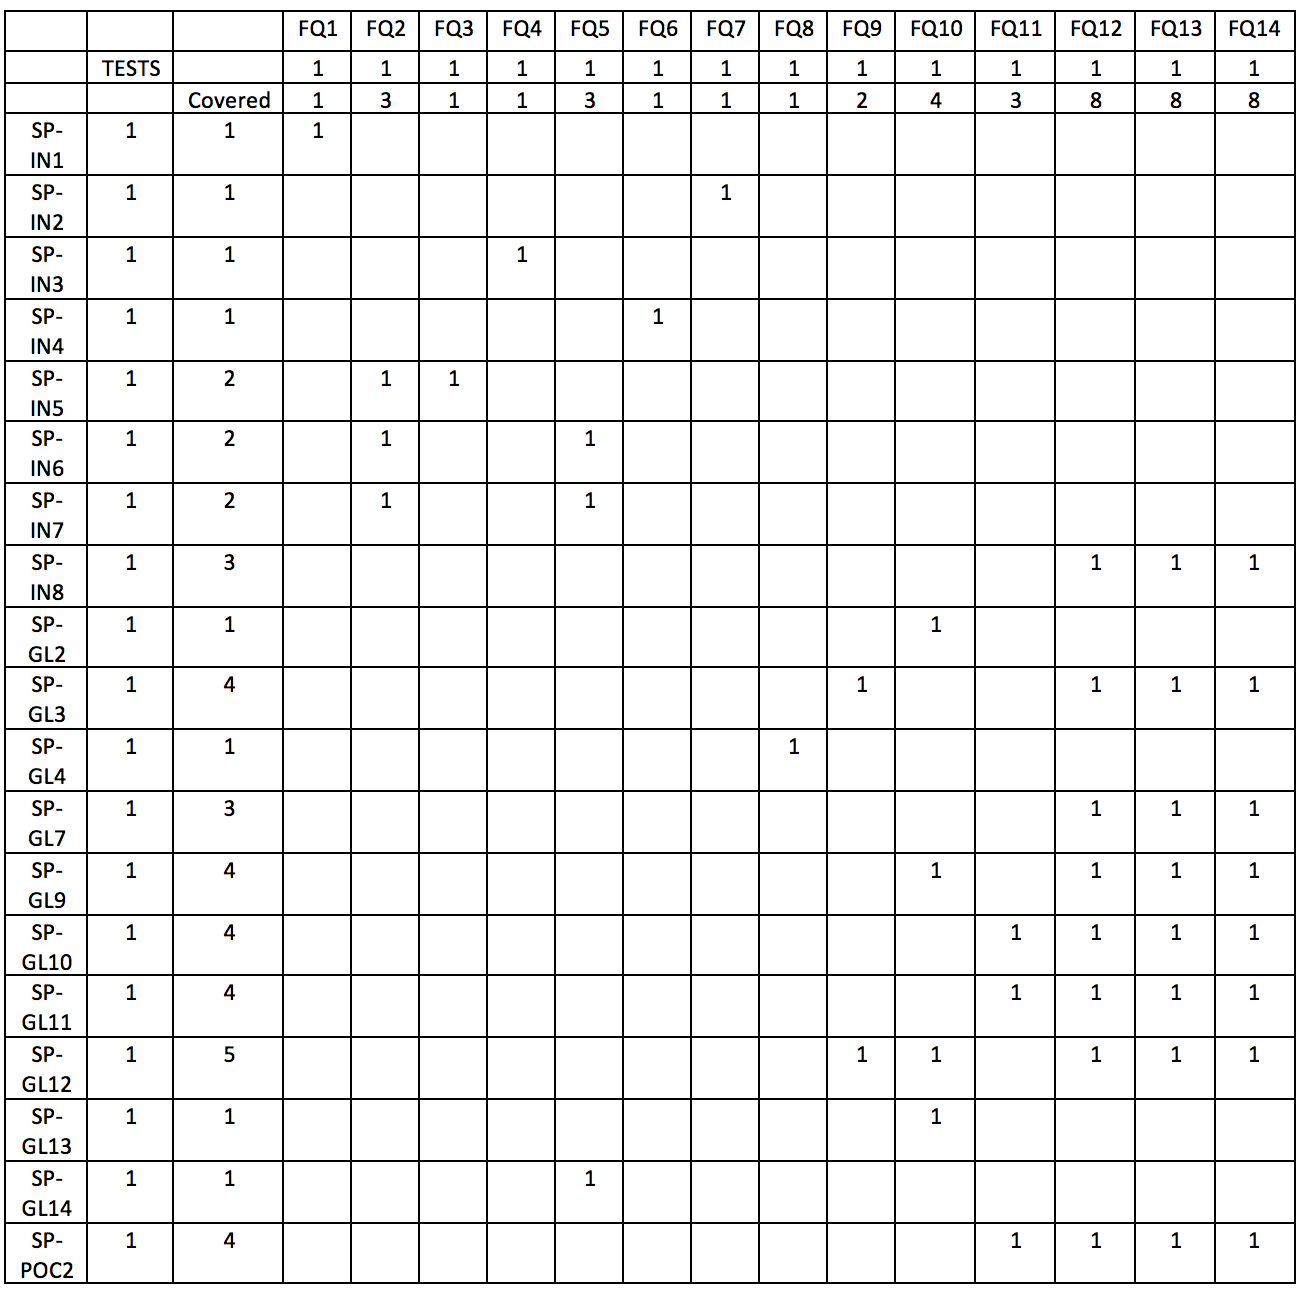 FQ1 FQ2 FQ3 FQ4 FQ5 FQ6 FQ7 FQ8 FQ9 FQ10 FQ11 FQ12 FQ13 FQ14
TESTS 1 1 1 1 1 1 1 1 1 1 1 1 1 1
Covered 1 3 1 1 3 1 1 1 2 4 3 8 8 8
SP- 1 1 1
IN1
SP- 1 1 1
IN2
SP- 1 1 1
IN3
SP- 1 1 1
IN4
SP- 1 2 1 1
IN5
SP- 1 2 1 1
IN6
SP- 1 2 1 1
IN7
SP- 1 3 1 1 1
IN8
SP- 1 1 1
GL2
SP- 1 4 1 1 1 1
GL3
SP- 1 1 1
GL4
SP- 1 3 1 1 1
GL7
SP- 1 4 1 1 1 1
GL9
SP- 1 4 1 1 1 1
GL10
SP- 1 4 1 1 1 1
GL11
SP- 1 5 1 1 1 1 1
GL12
SP- 1 1 1
GL13
SP- 1 1 1
GL14
SP- 1 4 1 1 1 1
POC2